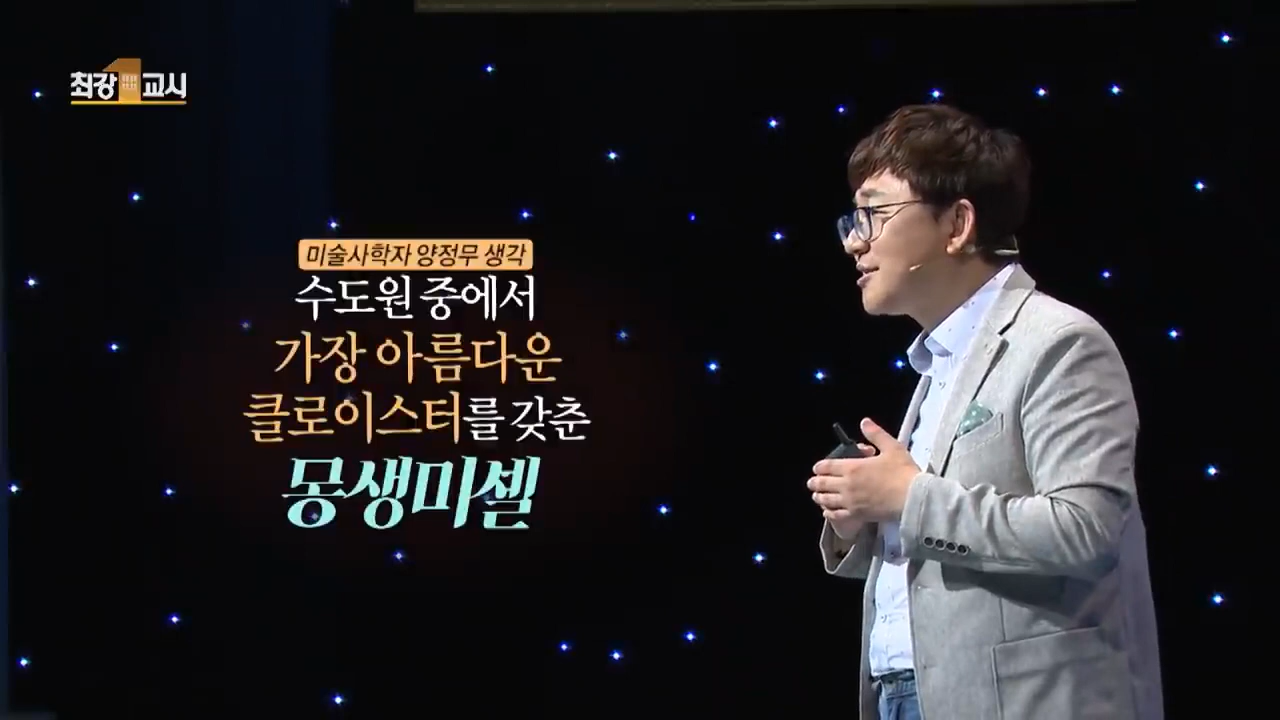 최강1교시
미술사학자 양정무 생각
수도원 중에서
가장 아름다운
클로이스터를 갖춘
몽생미셸